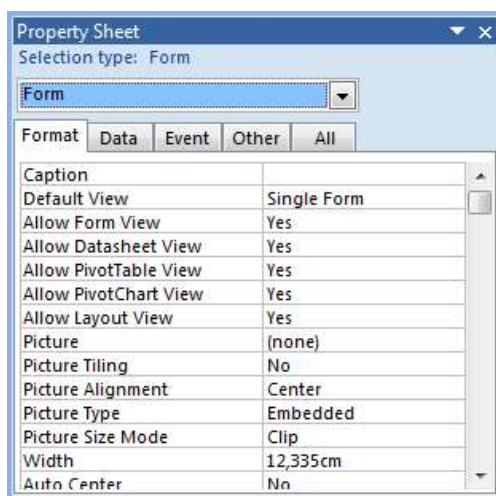 Property Sheet
Selection type: Form
Form
Format Data Event Other All
Caption
Default View Single Form
Allow Form View Yes
Allow Datasheet View Yes
Allow PivotTable View Yes
Allow PivotChart View Yes
Allow Layout View Yes
Picture (none)
Picture Tiling No
Picture Alignment Center
Picture Type Embedded
Picture Size Mode Clip
Width 12,335cm
Auto Center No